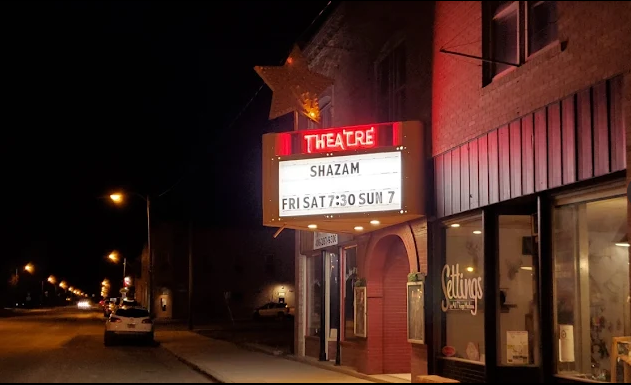 THEATRE
SHAZAM
FRI SAT 7:30 SUN 7
Settings